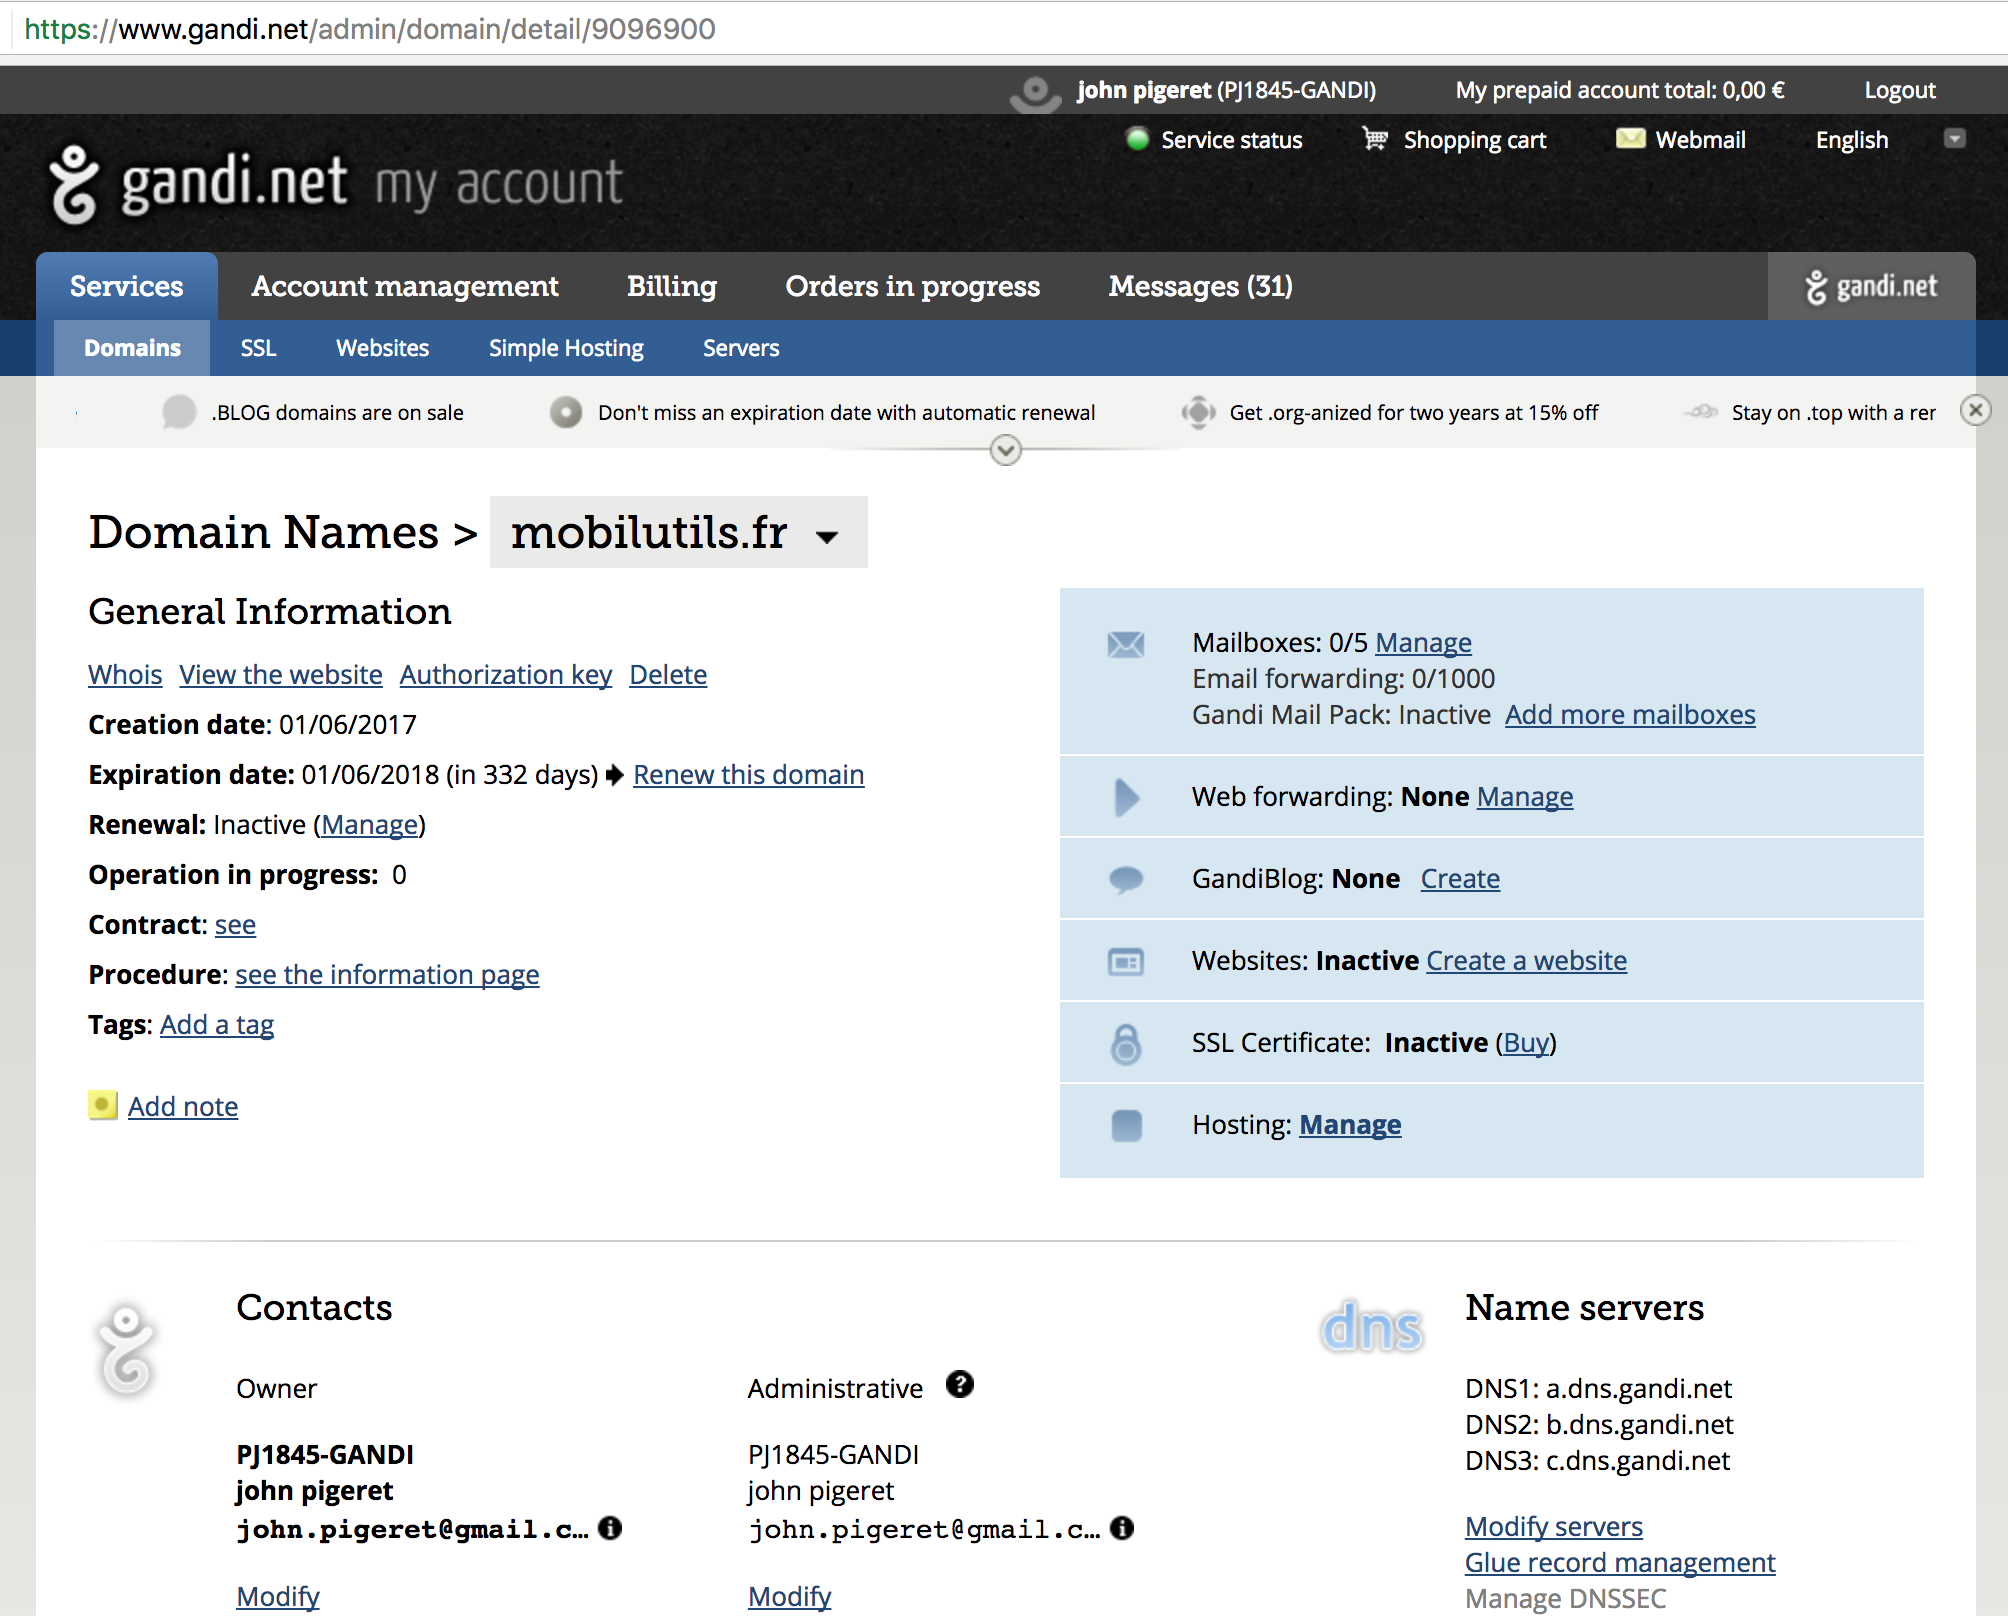 https://www.gandi.net/admin/domain/detail/9096900
john pigeret (PJ1845-GANDI) My prepaid account total: 0,00 € Logout
Service status Shopping cart Webmail English
gandi.net my account
Services Account management Billing Orders in progress Messages (31) gandi.net
Domains SSL Websites Simple Hosting Servers
.BLOG domains are on sale Don't miss an expiration date with automatic renewal Get .org-anized for two years at 15% off Stay on .top with a rer
Domain Names > mobilutils.fr
General Information
Whois View the website Authorization key Delete
Creation date: 01/06/2017
Expiration date: 01/06/2018 (in 332 days) Renew this domain
Renewal: Inactive (Manage)
Operation in progress: 0
Contract: see
Procedure: see the information page
Tags: Add a tag
Add note
Mailboxes: 0/5 Manage
Email forwarding: 0/1000
Gandi Mail Pack: Inactive Add more mailboxes
Web forwarding: None Manage
GandiBlog: None Create
Websites: Inactive Create a website
SSL Certificate: Inactive (Buy)
Hosting: Manage
Contacts
Owner
PJ1845-GANDI
john pigeret
john.pigeret@gmail.c…
Modify
Administrative ?
PJ1845-GANDI
john pigeret
john.pigeret@gmail.c…
Modify
dns
Name servers
DNS1: a.dns.gandi.net
DNS2: b.dns.gandi.net
DNS3: c.dns.gandi.net
Modify servers
Glue record management
Manage DNSSEC